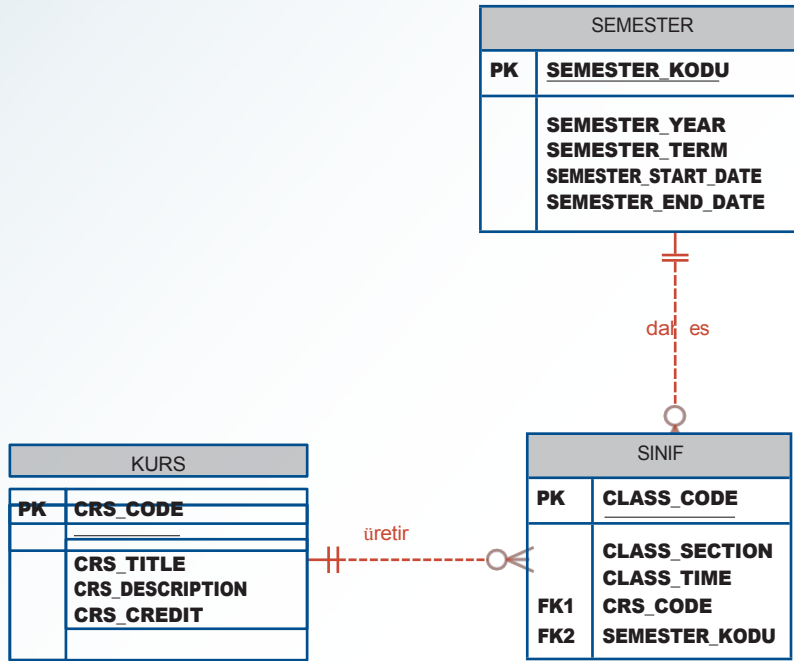 SEMESTER
PK SEMESTER_KODU
SEMESTER_YEAR
SEMESTER_TERM
SEMESTER_START_DATE
SEMESTER_END_DATE
es
KURS
PK CRS_CODE
CRS_TITLE
CRS_DESCRIPTION
CRS_CREDIT
üretir
SINIF
PK CLASS_CODE
CLASS_SECTION
CLASS_TIME
FK1 CRS_CODE
FK2 SEMESTER_KODU